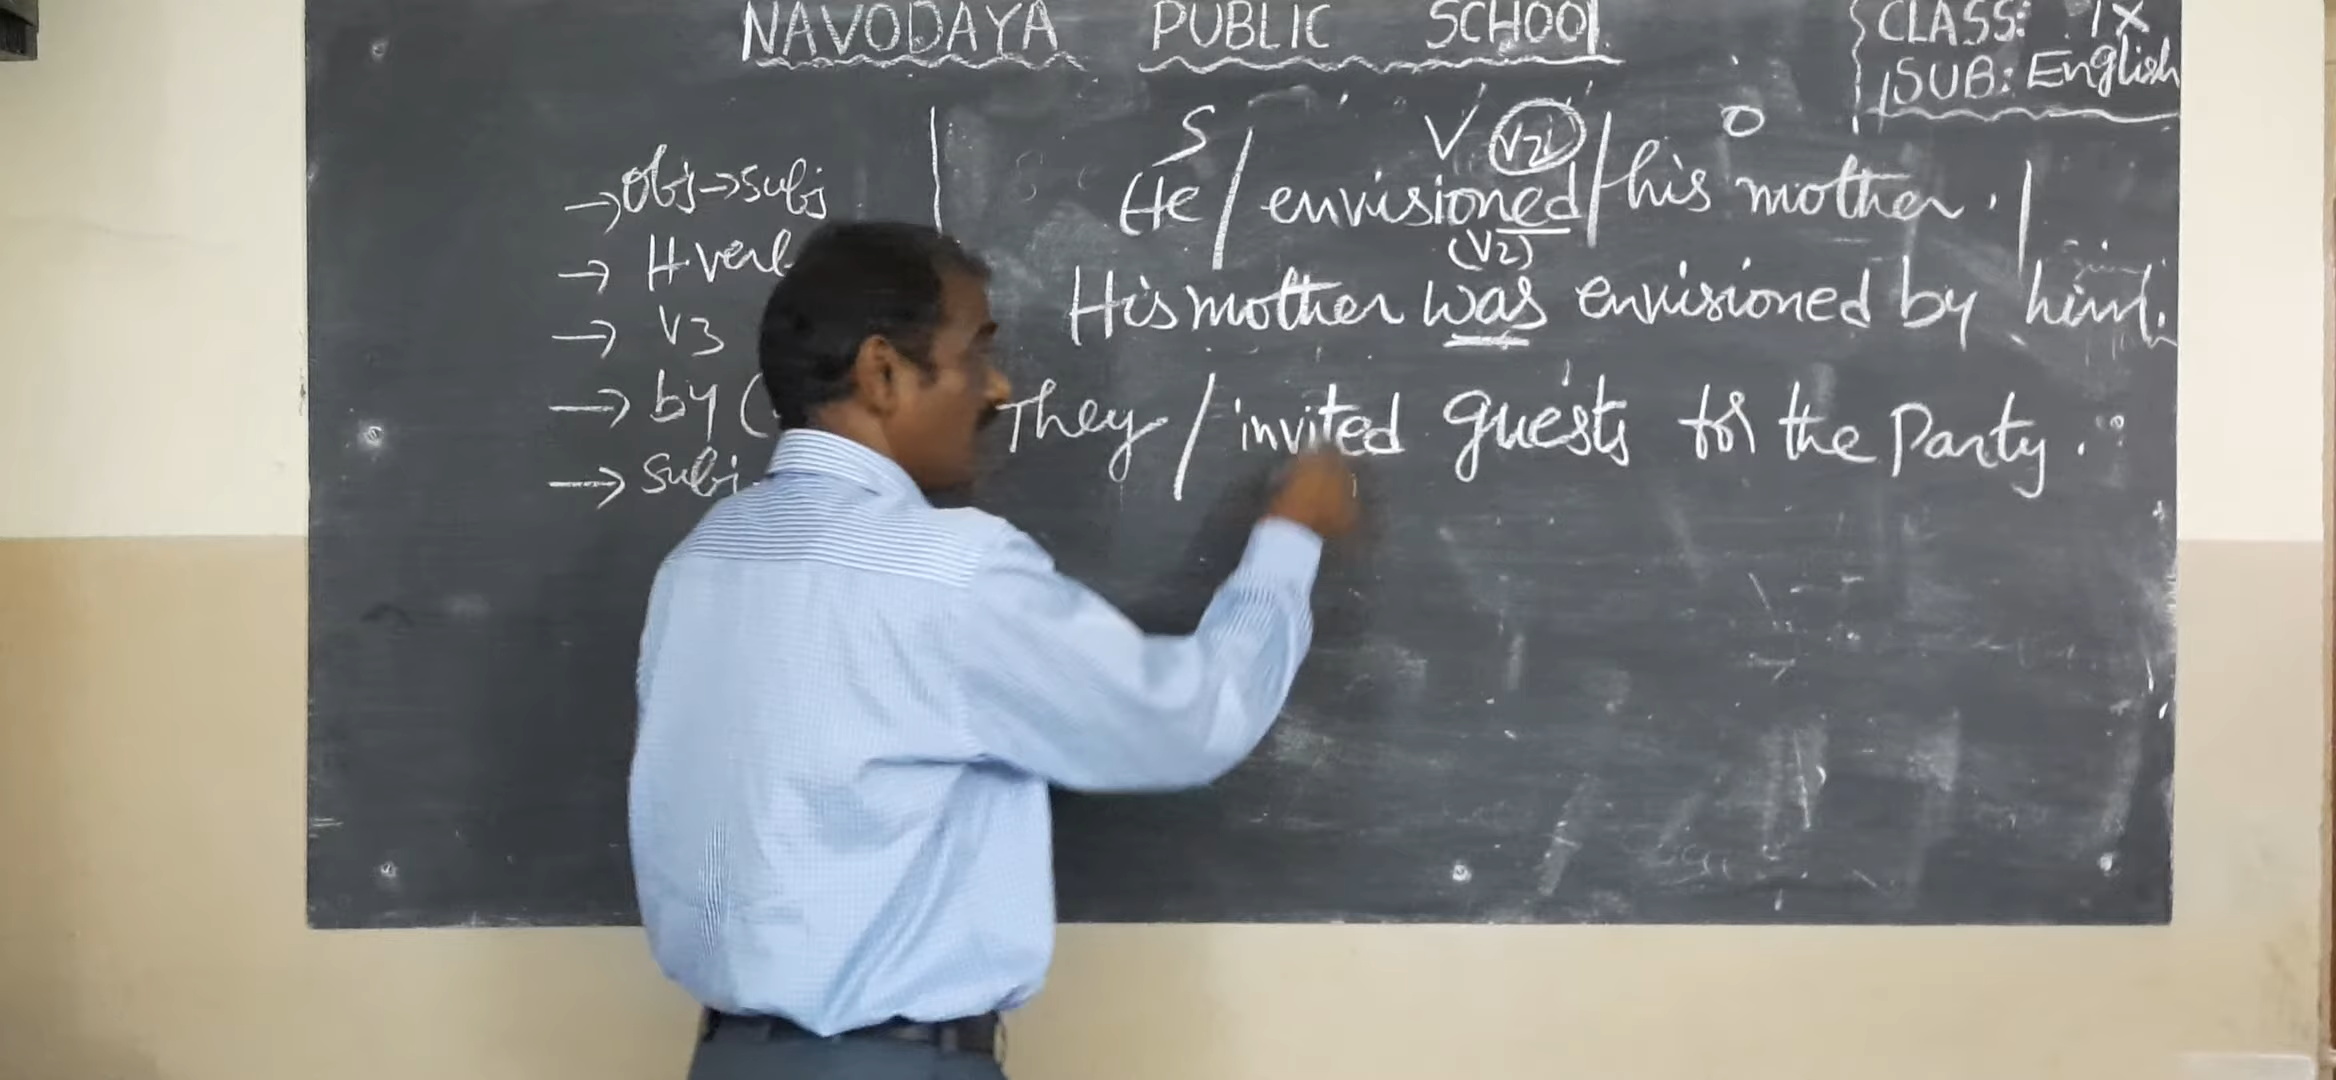 NAVODAYA PUBLIC SCHOOL
CLASS: IX
SUB: English
→ Obj→subj
→ H.verb
→ V3
→ by (
→ Subj
S V (V2) O
He / envisioned / his mother. /
(V2)
His mother was envisioned by him.
They / invited guests for the Party.